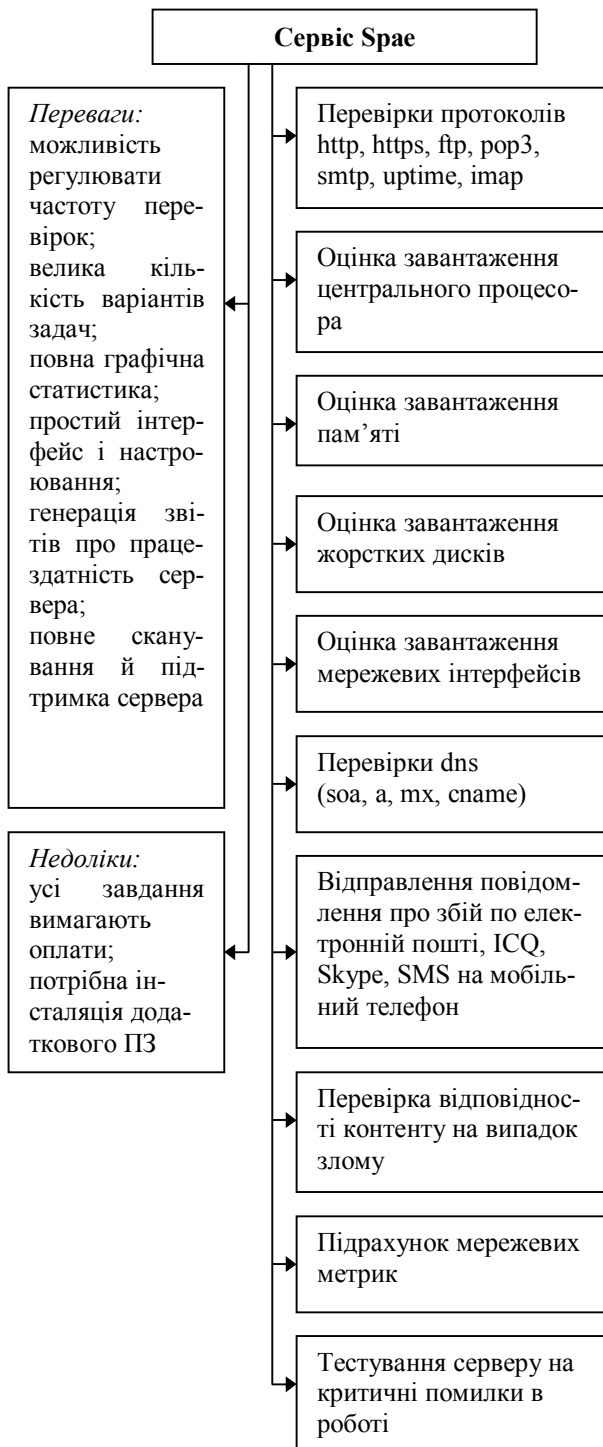 Сервіс Spae
Переваги:
можливість
регулювати
частоту пере-
вірок;
велика кіль-
кість варіантів
задач;
повна графічна
статистика;
простий інтер-
фейс і настро-
ювання;
генерація зві-
тів про праце-
здатність сер-
вера;
повне скану-
вання й під-
тримка сервера
Недоліки:
усі завдання
вимагають
оплати;
потрібна ін-
сталяція дода-
ткового ПЗ
Перевірки протоколів
http, https, ftp, pop3,
smtp, uptime, imap
Оцінка завантаження
центрального процесо-
ра
Оцінка завантаження
пам’яті
Оцінка завантаження
жорстких дисків
Оцінка завантаження
мережевих інтерфейсів
Перевірки dns
(soa, a, mx, cname)
Відправлення повідом-
лення про збій по елек-
тронній пошті, ICQ,
Skype, SMS на мобіль-
ний телефон
Перевірка відповіднос-
ті контенту на випадок
злому
Підрахунок мережевих
метрик
Тестування серверу на
критичні помилки в
роботі